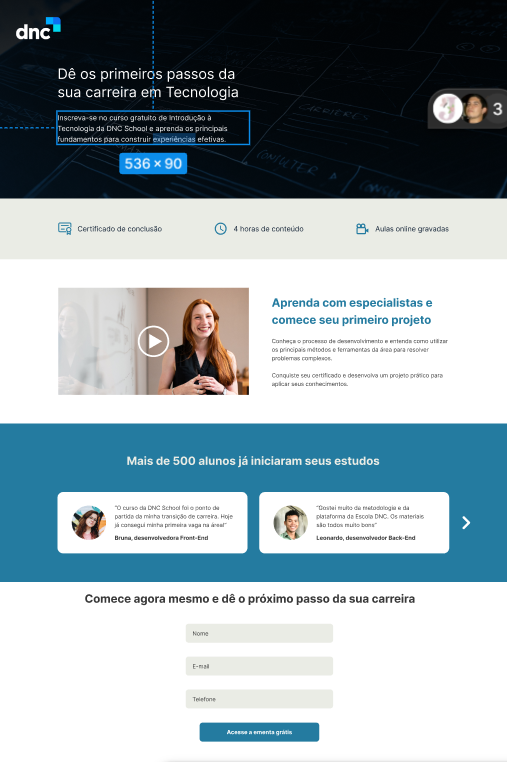 dnc
Dê os primeiros passos da
sua carreira em Tecnologia
Inscreva-se no curso gratuito de Introdução à
Tecnologia da DNC School e aprenda os principais
fundamentos para construir experiências efetivas.
536 × 90
3
Certificado de conclusão
4 horas de conteúdo
Aulas online gravadas
Aprenda com especialistas e
comece seu primeiro projeto
Conheça o processo de desenvolvimento e entenda como utilizar
os principais métodos e ferramentas da área para resolver
problemas complexos.
Conquiste seu certificado e desenvolva um projeto prático para
aplicar seus conhecimentos.
Mais de 500 alunos já iniciaram seus estudos
"O curso da DNC School foi o ponto de
partida da minha transição de carreira. Hoje
já consegui minha primeira vaga na área!"
Bruna, desenvolvedora Front-End
"Gostei muito da metodologia e da
plataforma da Escola DNC. Os materiais
são todos muito bons"
Leonardo, desenvolvedor Back-End
Comece agora mesmo e dê o próximo passo da sua carreira
Nome
E-mail
Telefone
Acesse a ementa grátis